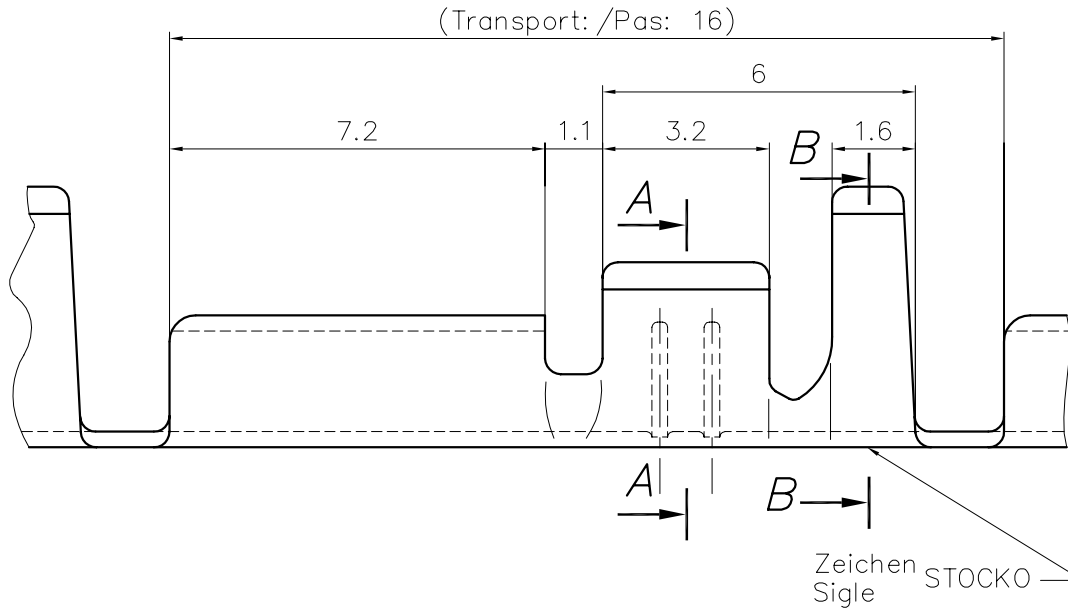 (Transport: /Pas: 16)
6
7.2 1.1 3.2 1.6
B
A
A
B
Zeichen
Sigle
STOCKO